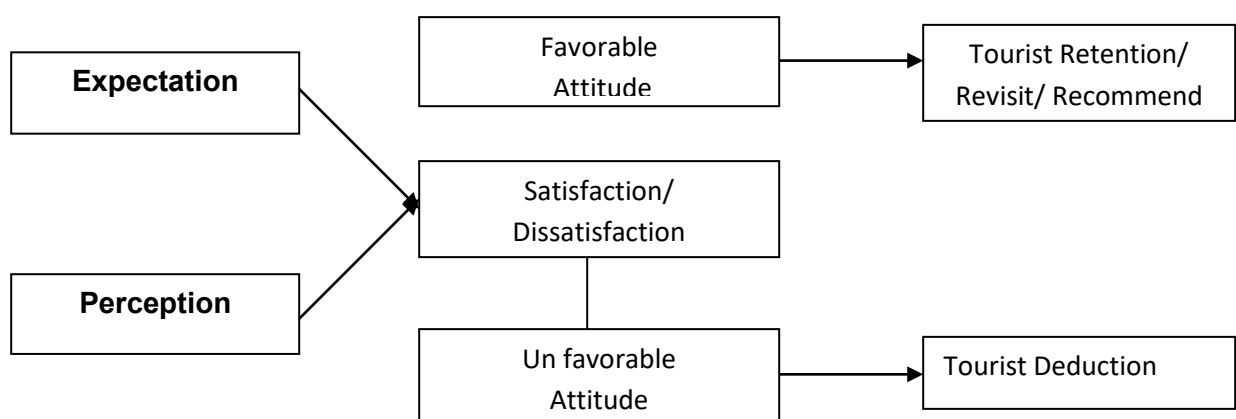 Expectation
Perception
Favorable
Attitude
Satisfaction/
Dissatisfaction
Un favorable
Attitude
Tourist Retention/
Revisit/ Recommend
Tourist Deduction